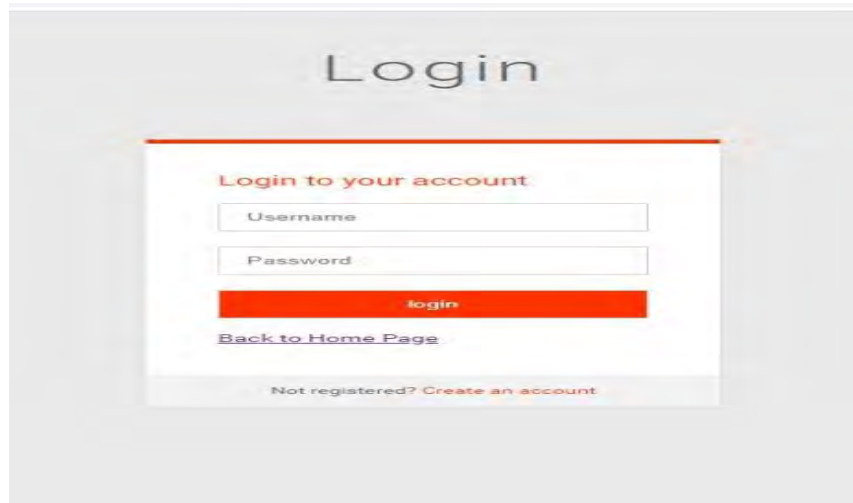 Login
Login to your account
Username
Password
login
Back to Home Page
Not registered? Create an account